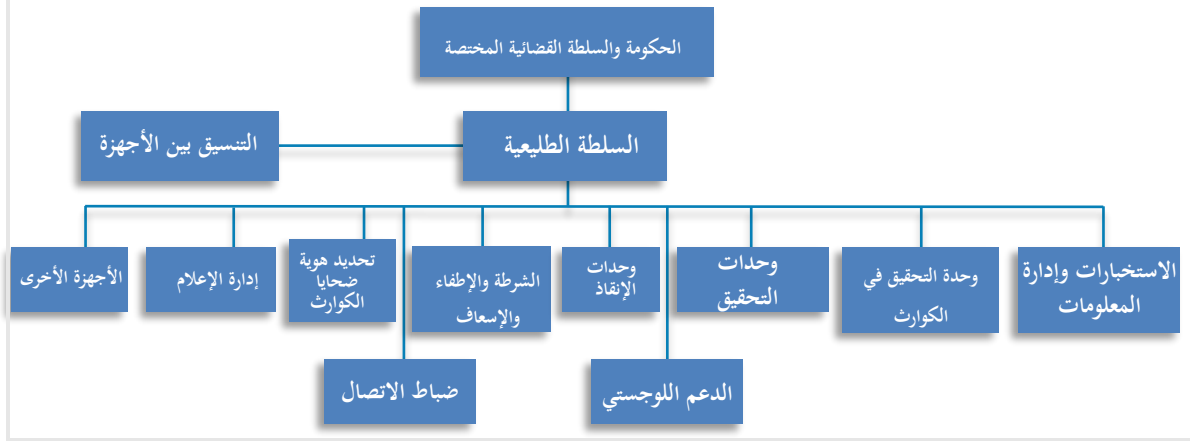 الحكومة والسلطة القضائية المختصة
السلطة الطليعية
التنسيق بين الأجهزة
الاستخبارات وإدارة
المعلومات
وحدة التحقيق في
الكوارث
وحدات
التحقيق
وحدات
الإنقاذ
الشرطة والإطفاء
والإسعاف
تحديد هوية
ضحايا
الكوارث
إدارة الإعلام
الأجهزة الأخرى
الدعم اللوجستي
ضباط الاتصال